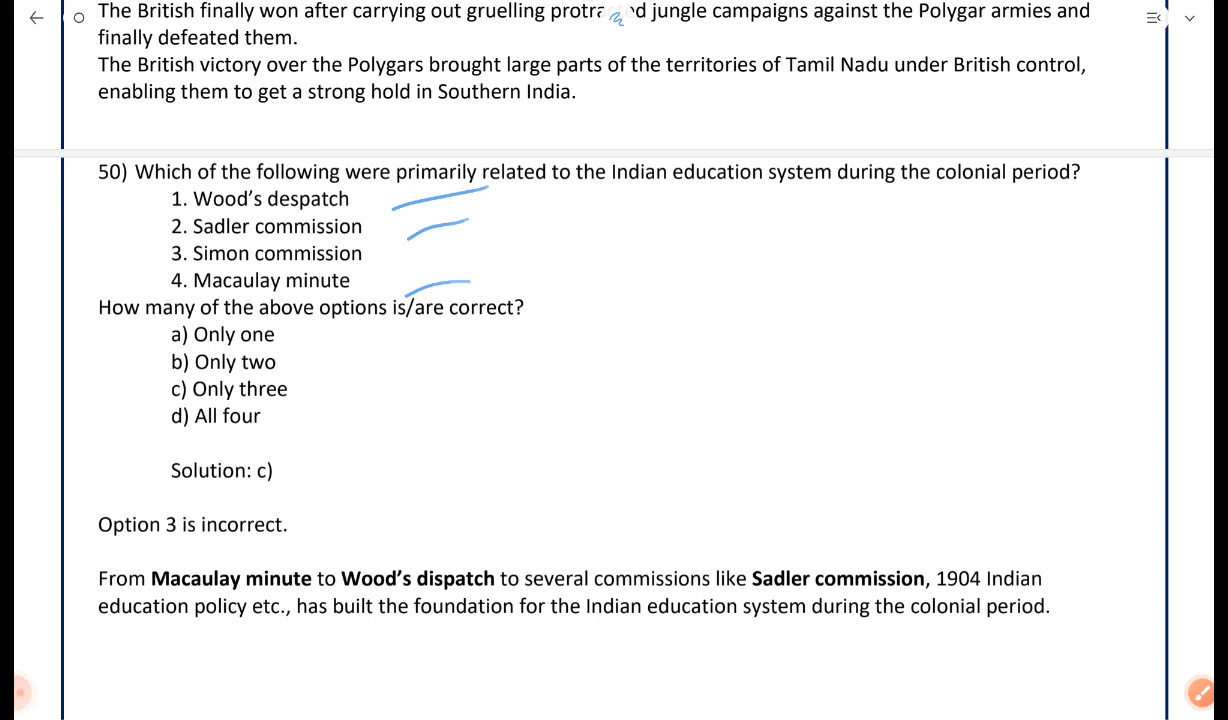 The British finally won after carrying out gruelling protra d jungle campaigns against the Polygar armies and
finally defeated them.
The British victory over the Polygars brought large parts of the territories of Tamil Nadu under British control,
enabling them to get a strong hold in Southern India.
50) Which of the following were primarily related to the Indian education system during the colonial period?
1. Wood’s despatch
2. Sadler commission
3. Simon commission
4. Macaulay minute
How many of the above options is/are correct?
a) Only one
b) Only two
c) Only three
d) All four
Solution: c)
Option 3 is incorrect.
From Macaulay minute to Wood’s dispatch to several commissions like Sadler commission, 1904 Indian
education policy etc., has built the foundation for the Indian education system during the colonial period.